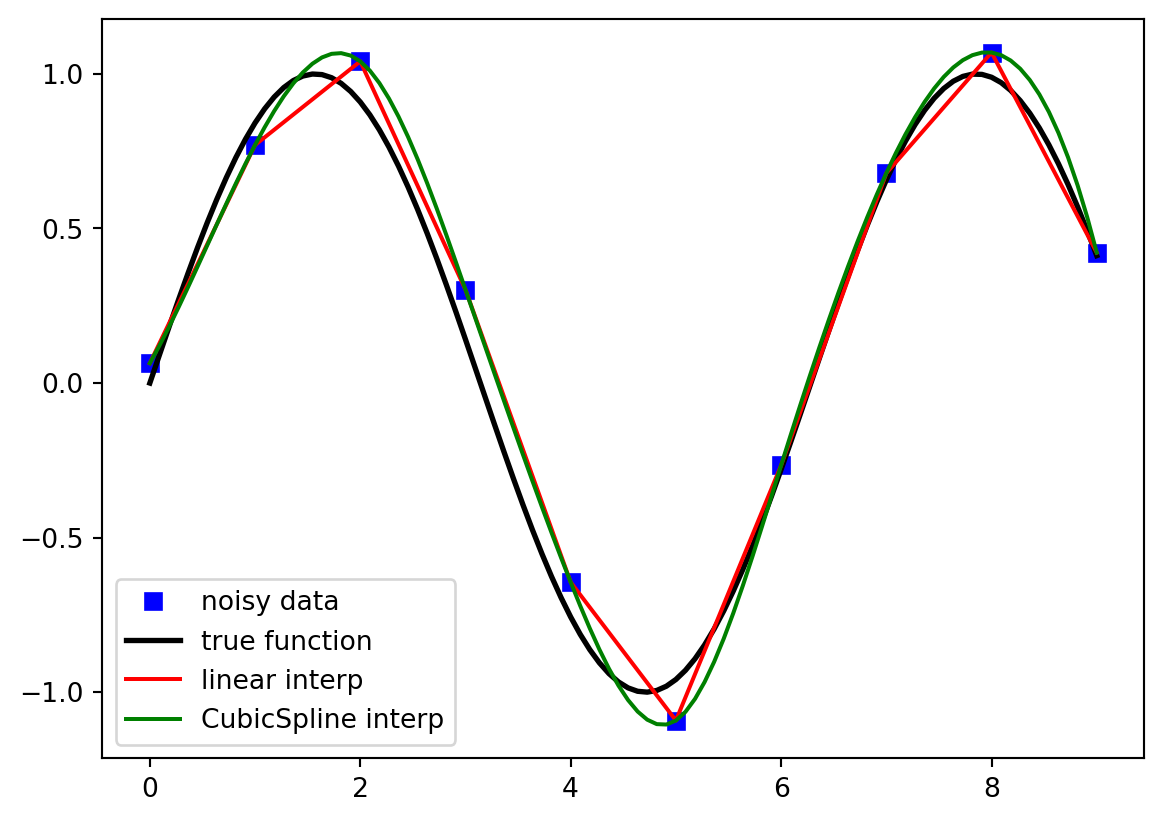 1.0
0.5
0.0
−0.5
−1.0
noisy data
true function
linear interp
CubicSpline interp
0 2 4 6 8